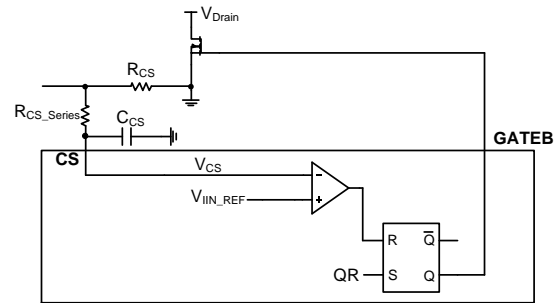 VDrain
RCS
RCS_Series
CCS
CS
GATEB
VCS
VIIN_REF
R
Q
QR
S
Q